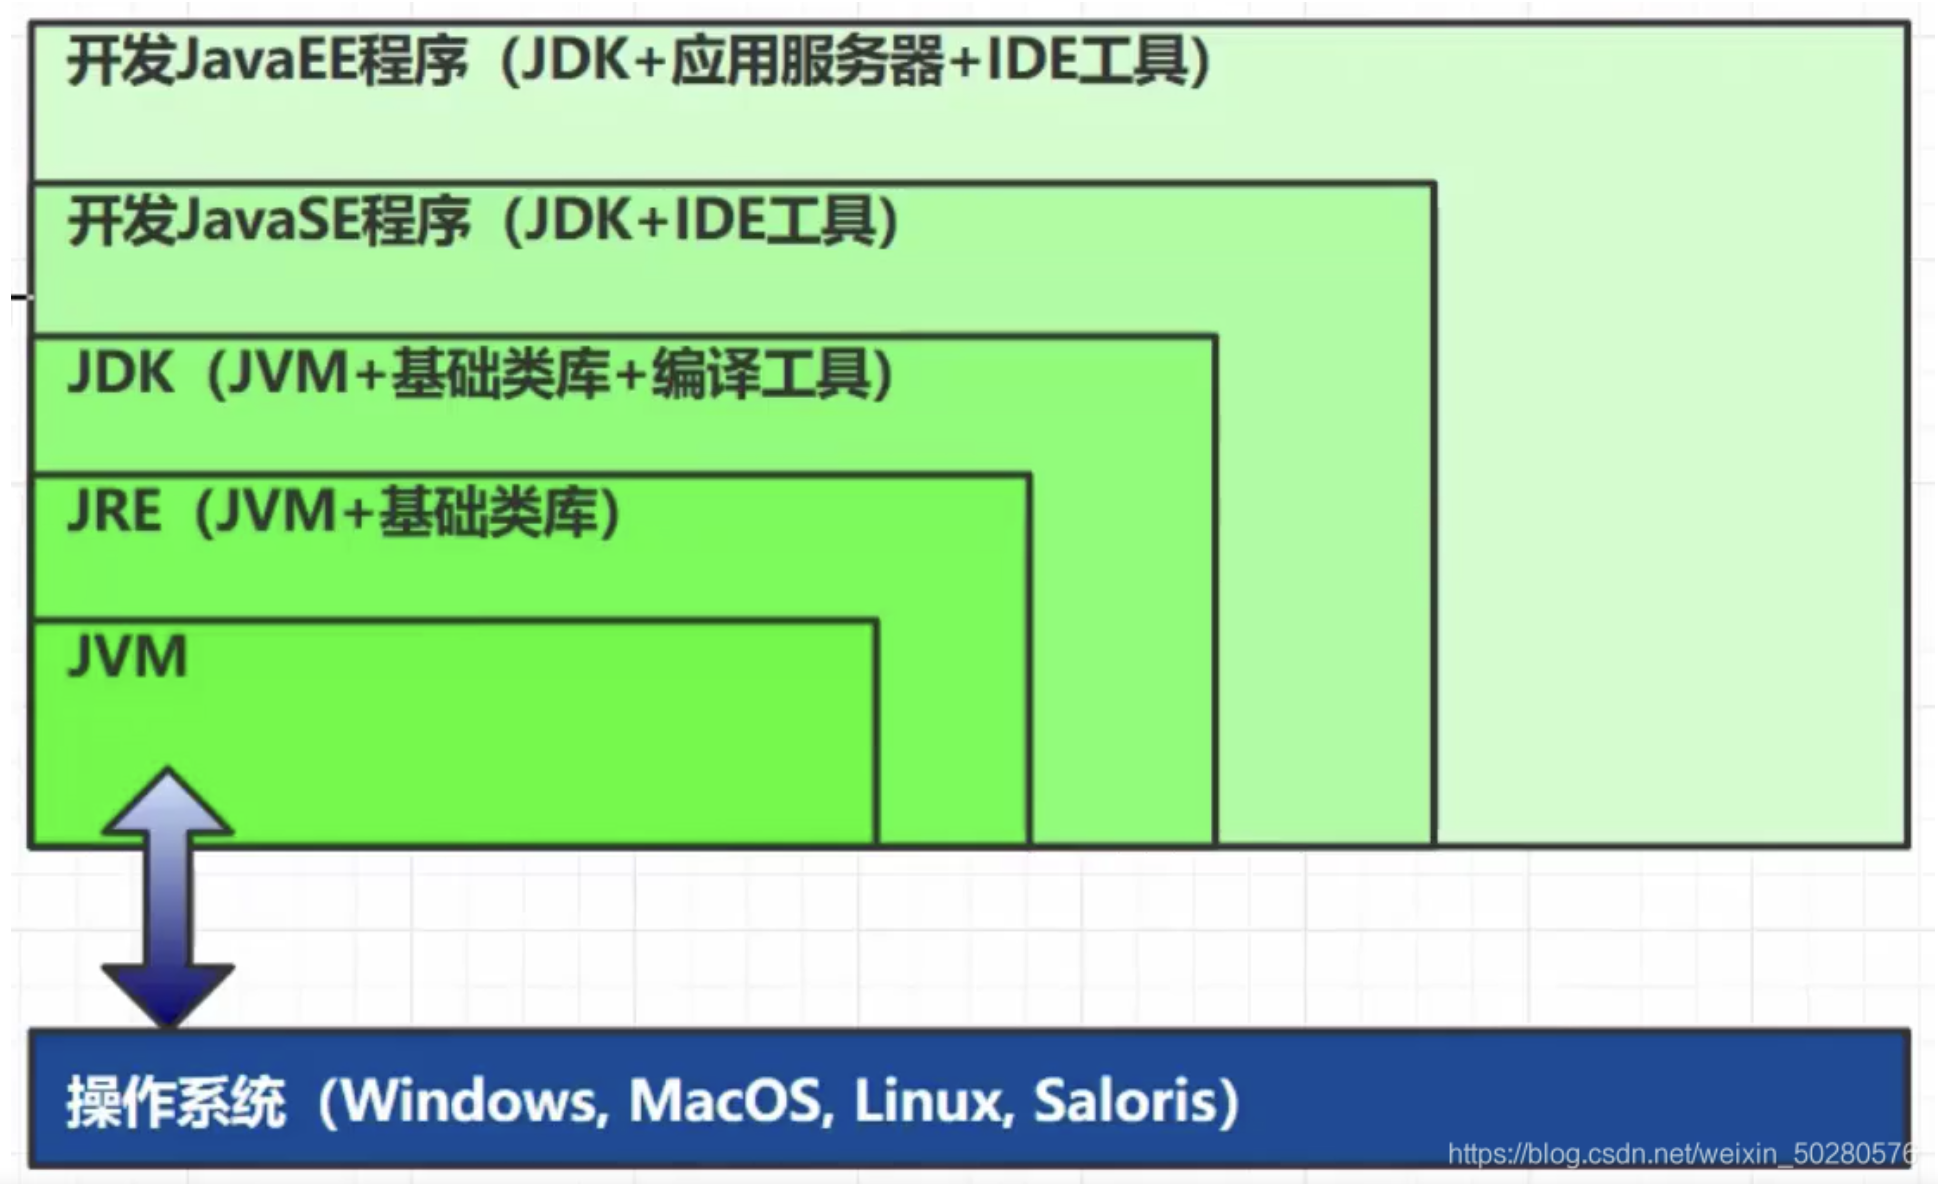 开发JavaEE程序（JDK+应用服务器+IDE工具）
开发JavaSE程序（JDK+IDE工具）
JDK（JVM+基础类库+编译工具）
JRE（JVM+基础类库）
JVM
操作系统（Windows, MacOS, Linux, Saloris）
https://blog.csdn.net/weixin_50280576